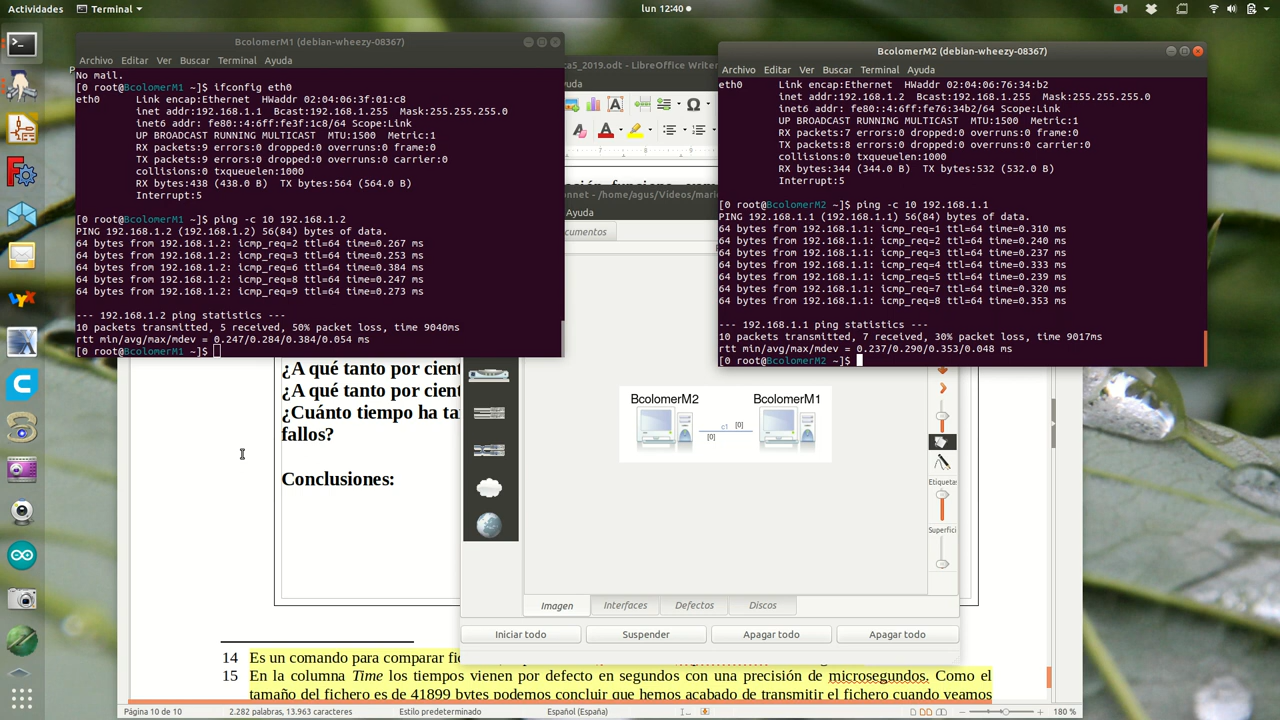 Actividades
Terminal
lun 12:40
BcolomerM1 (debian-wheezy-08367)
Archivo Editar Ver Buscar Terminal Ayuda
No mail.
[0 root@BcolomerM1 ~]$ ifconfig eth0
eth0 Link encap:Ethernet HWaddr 02:04:06:3f:01:c8
inet addr:192.168.1.1 Bcast:192.168.1.255 Mask:255.255.255.0
inet6 addr: fe80::4:6ff:fe3f:1c8/64 Scope:Link
UP BROADCAST RUNNING MULTICAST MTU:1500 Metric:1
RX packets:9 errors:0 dropped:0 overruns:0 frame:0
TX packets:9 errors:0 dropped:0 overruns:0 carrier:0
collisions:0 txqueuelen:1000
RX bytes:438 (438.0 B) TX bytes:564 (564.0 B)
Interrupt:5
[0 root@BcolomerM1 ~]$ ping -c 10 192.168.1.2
PING 192.168.1.2 (192.168.1.2) 56(84) bytes of data.
64 bytes from 192.168.1.2: icmp_req=2 ttl=64 time=0.267 ms
64 bytes from 192.168.1.2: icmp_req=3 ttl=64 time=0.253 ms
64 bytes from 192.168.1.2: icmp_req=6 ttl=64 time=0.384 ms
64 bytes from 192.168.1.2: icmp_req=8 ttl=64 time=0.247 ms
64 bytes from 192.168.1.2: icmp_req=9 ttl=64 time=0.273 ms
--- 192.168.1.2 ping statistics ---
10 packets transmitted, 5 received, 50% packet loss, time 9040ms
rtt min/avg/max/mdev = 0.247/0.284/0.384/0.054 ms
[0 root@BcolomerM1 ~]$
ca5_2019.odt - LibreOffice Writer
BcolomerM2 (debian-wheezy-08367)
Archivo Editar Ver Buscar Terminal Ayuda
eth0 Link encap:Ethernet HWaddr 02:04:06:76:34:b2
inet addr:192.168.1.2 Bcast:192.168.1.255 Mask:255.255.255.0
inet6 addr: fe80::4:6ff:fe76:34b2/64 Scope:Link
UP BROADCAST RUNNING MULTICAST MTU:1500 Metric:1
RX packets:7 errors:0 dropped:0 overruns:0 frame:0
TX packets:8 errors:0 dropped:0 overruns:0 carrier:0
collisions:0 txqueuelen:1000
RX bytes:344 (344.0 B) TX bytes:532 (532.0 B)
Interrupt:5
[0 root@BcolomerM2 ~]$ ping -c 10 192.168.1.1
PING 192.168.1.1 (192.168.1.1) 56(84) bytes of data.
64 bytes from 192.168.1.1: icmp_req=1 ttl=64 time=0.310 ms
64 bytes from 192.168.1.1: icmp_req=2 ttl=64 time=0.240 ms
64 bytes from 192.168.1.1: icmp_req=3 ttl=64 time=0.237 ms
64 bytes from 192.168.1.1: icmp_req=4 ttl=64 time=0.333 ms
64 bytes from 192.168.1.1: icmp_req=5 ttl=64 time=0.239 ms
64 bytes from 192.168.1.1: icmp_req=7 ttl=64 time=0.320 ms
64 bytes from 192.168.1.1: icmp_req=8 ttl=64 time=0.353 ms
--- 192.168.1.1 ping statistics ---
10 packets transmitted, 7 received, 30% packet loss, time 9017ms
rtt min/avg/max/mdev = 0.237/0.290/0.353/0.048 ms
[0 root@BcolomerM2 ~]$
nnet - /home/agus/Videos/mari
Ayuda
cumentos
BcolomerM2
BcolomerM1
c1
[0]
[0]
Etiquetas
Superfici
Imagen Interfaces Defectos Discos
Iniciar todo Suspender Apagar todo Apagar todo
¿A qué tanto por cient
¿A qué tanto por cient
¿Cuánto tiempo ha ta
fallos?
Conclusiones:
14 Es un comando para comparar fic
15 En la columna Time los tiempos vienen por defecto en segundos con una precisión de microsegundos. Como el
tamaño del fichero es de 41899 bytes podemos concluir que hemos acabado de transmitir el fichero cuando veamos
Página 10 de 10 2.282 palabras, 13.963 caracteres Estilo predeterminado Español (España) 180 %